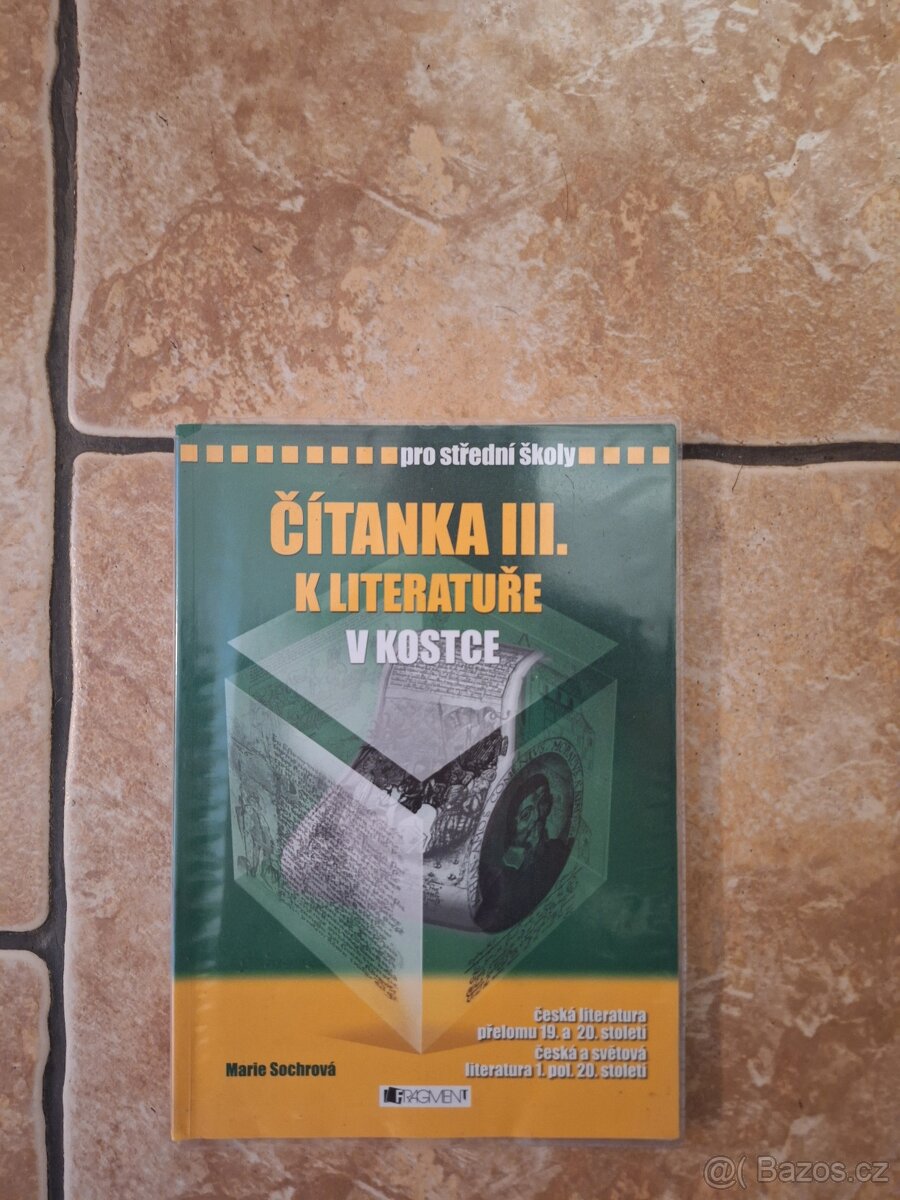 pro střední školy
ČÍTANKA III.
K LITERATUŘE
V KOSTCE
česká literatura
přelomu 19. a 20. století
česká a světová
literatura 1. pol. 20. století
Marie Sochrová
FRAGMENT
@( Bazos.cz